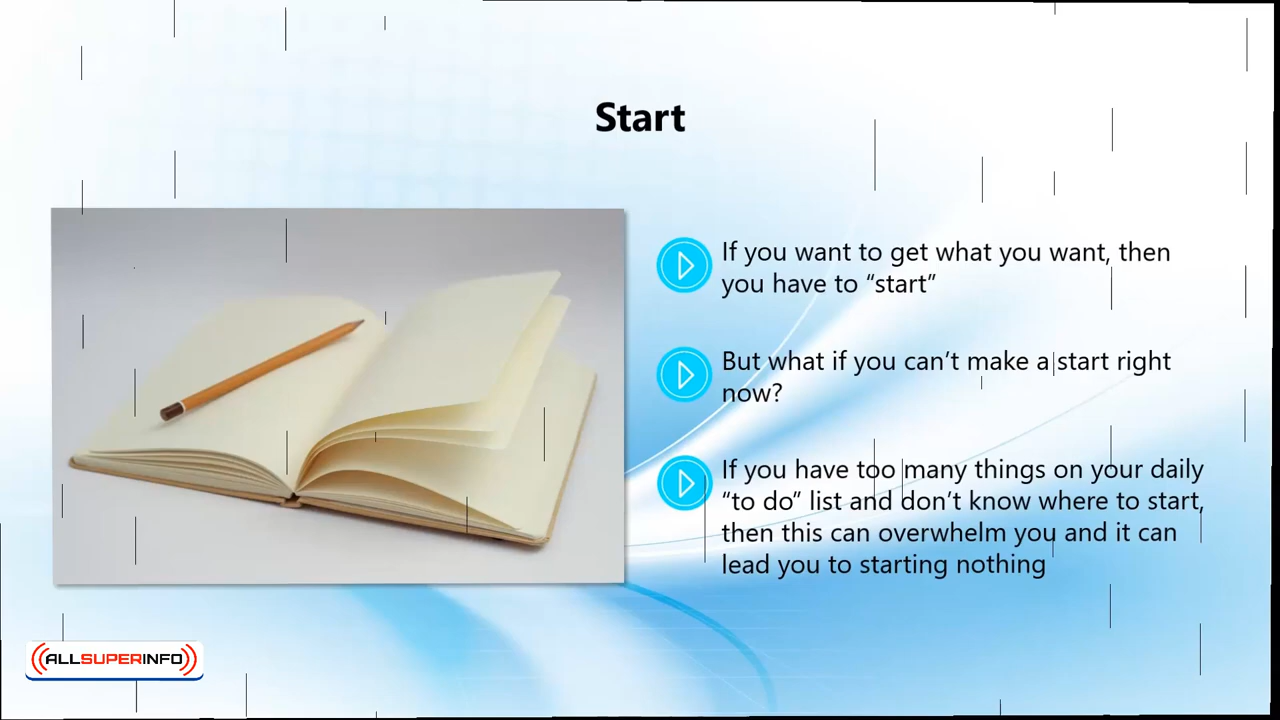 Start
If you want to get what you want, then
you have to “start”
But what if you can’t make a start right
now?
If you have too many things on your daily
“to do” list and don’t know where to start,
then this can overwhelm you and it can
lead you to starting nothing
ALLSUPERINFO